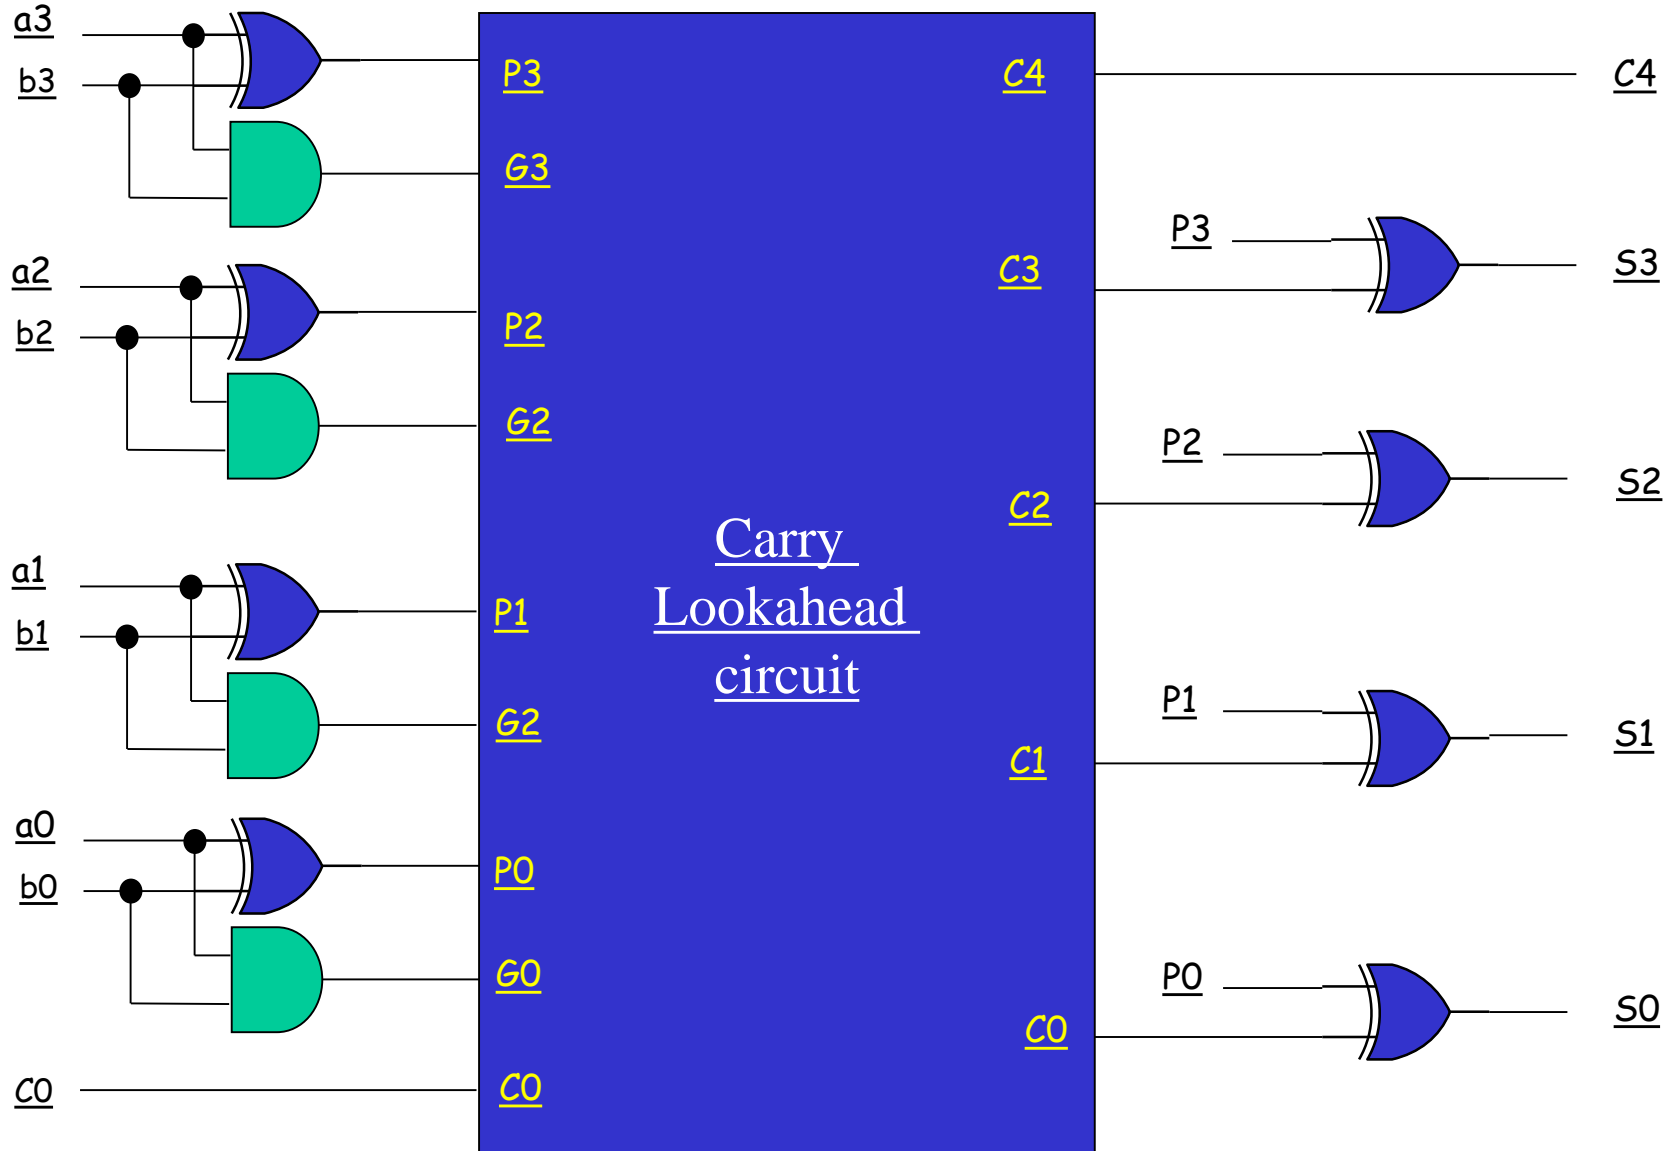 a3
b3
a2
b2
a1
b1
a0
b0
C0
P3
G3
P2
G2
P1
G2
P0
G0
C0
Carry
Lookahead
circuit
C4
C3
C2
C1
C0
P3
P2
P1
P0
C4
S3
S2
S1
S0